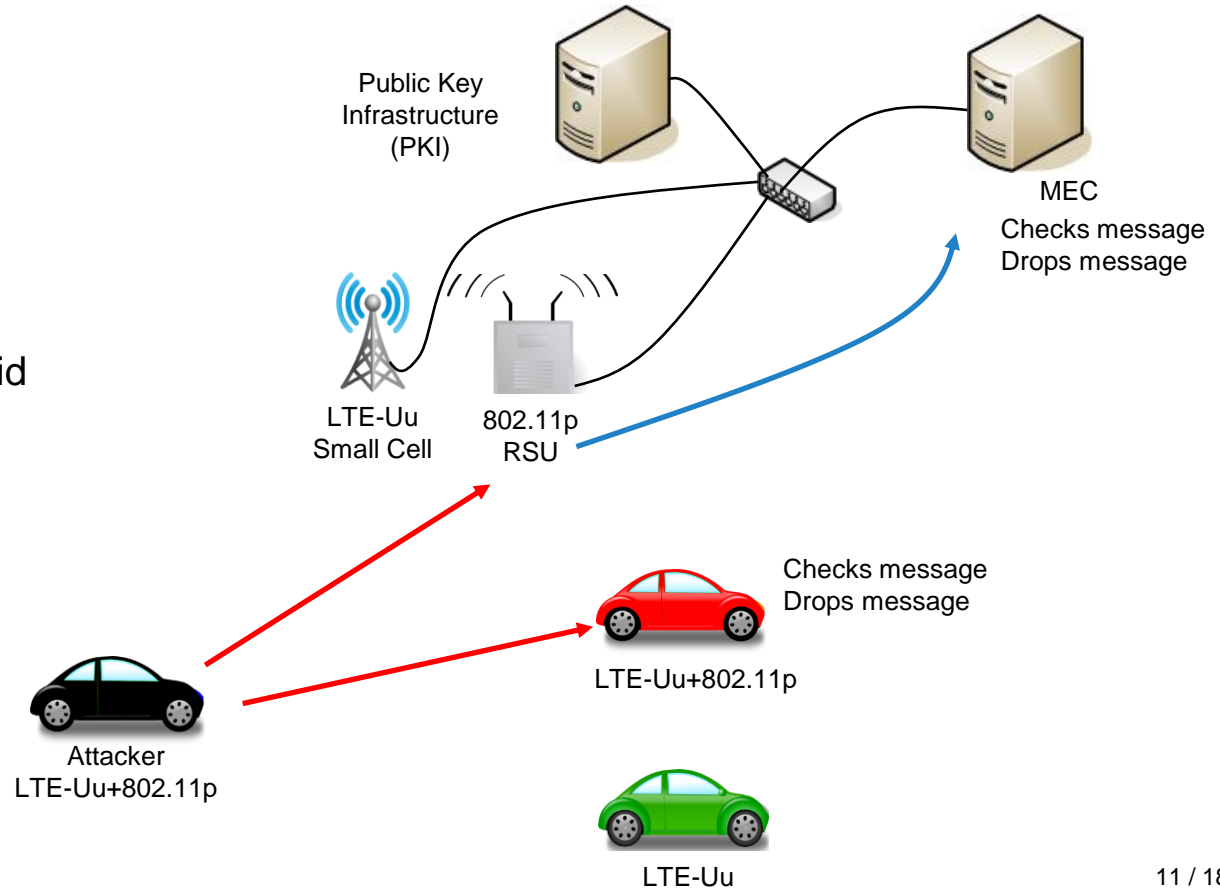 Public Key
Infrastructure
(PKI)
MEC
Checks message
Drops message
id
LTE-Uu
Small Cell
802.11p
RSU
Checks message
Drops message
LTE-Uu+802.11p
Attacker
LTE-Uu+802.11p
LTE-Uu
11 / 18